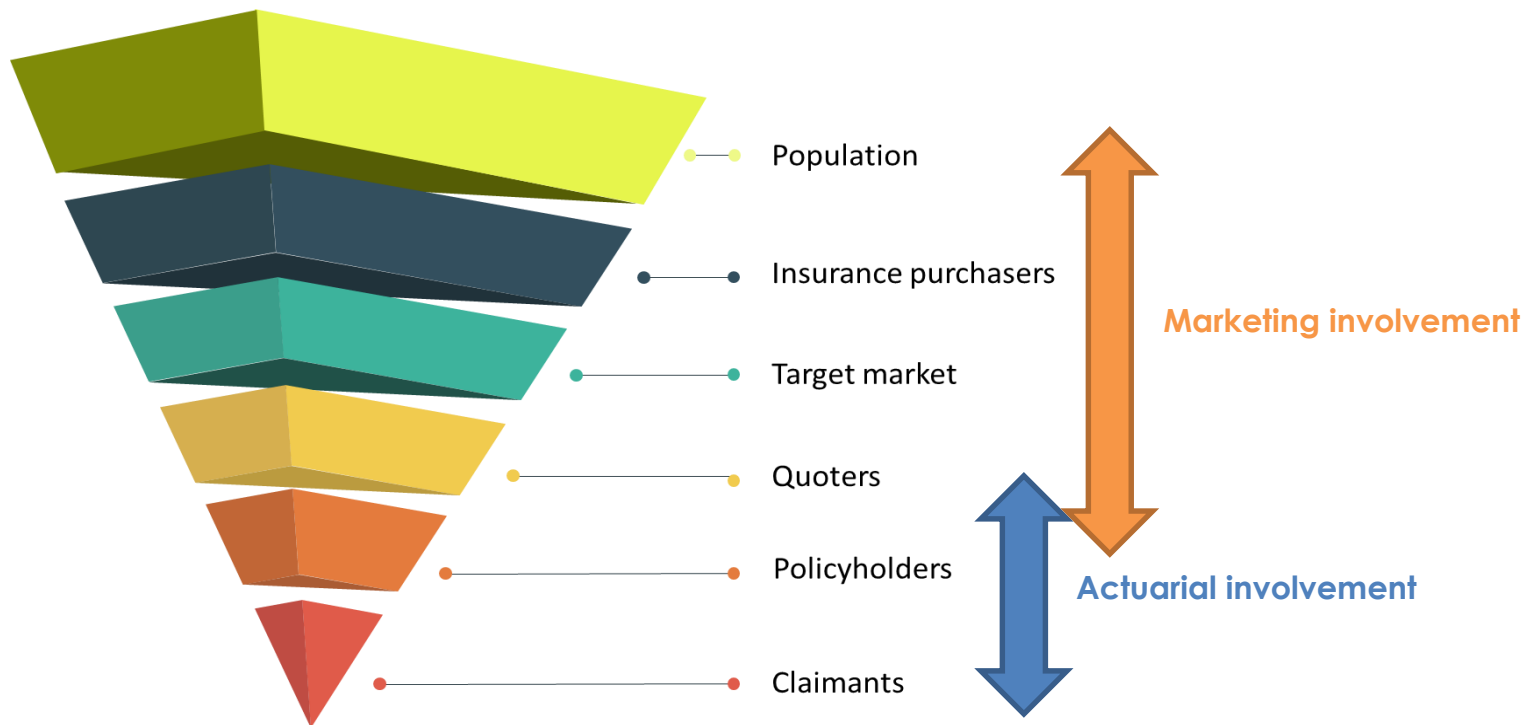 Population
Insurance purchasers
Marketing involvement
Target market
Quoters
Policyholders
Actuarial involvement
Claimants